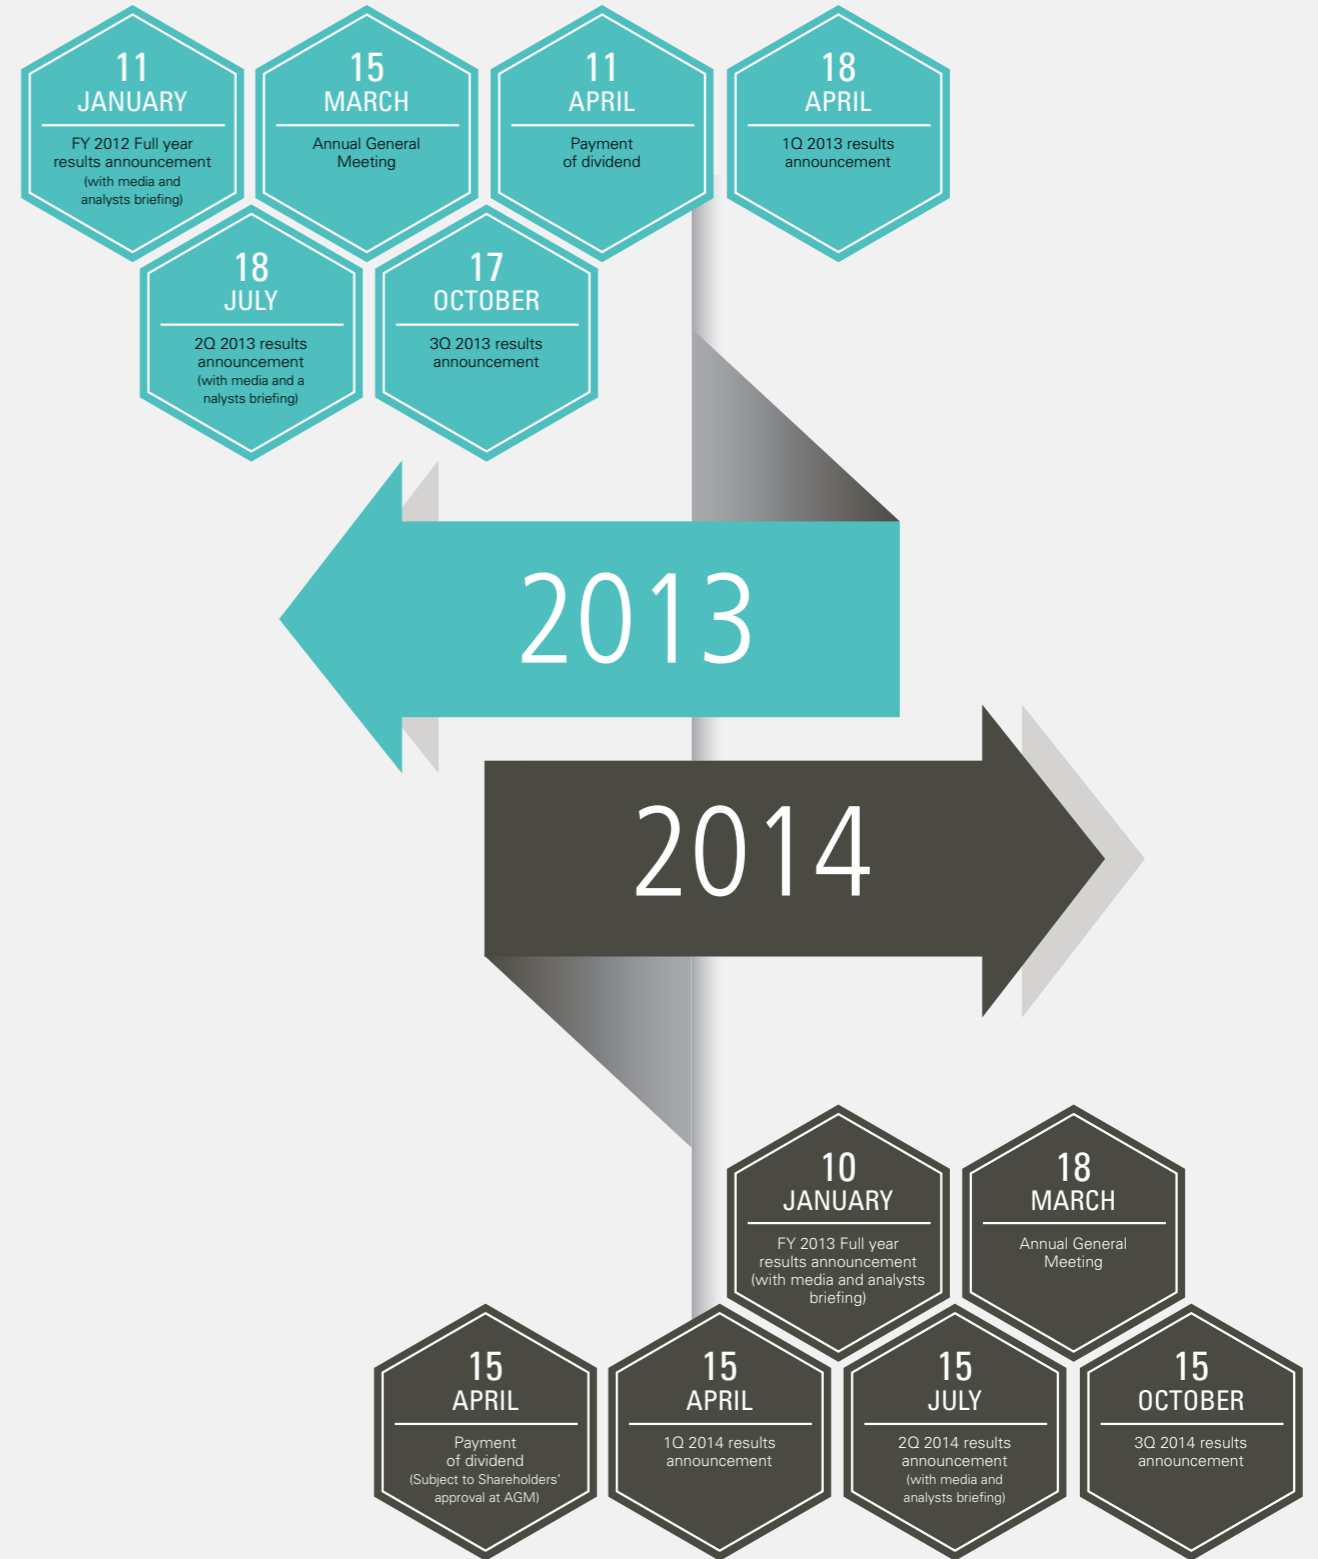 11
JANUARY
FY 2012 Full year
results announcement
(with media and
analysts briefing)
15
MARCH
Annual General
Meeting
11
APRIL
Payment
of dividend
18
APRIL
1Q 2013 results
announcement
18
JULY
2Q 2013 results
announcement
(with media and a
nalysts briefing)
17
OCTOBER
3Q 2013 results
announcement
2013
2014
10
JANUARY
FY 2013 Full year
results announcement
(with media and analysts
briefing)
18
MARCH
Annual General
Meeting
15
APRIL
Payment
of dividend
(Subject to Shareholders’
approval at AGM)
15
APRIL
1Q 2014 results
announcement
15
JULY
2Q 2014 results
announcement
(with media and
analysts briefing)
15
OCTOBER
3Q 2014 results
announcement